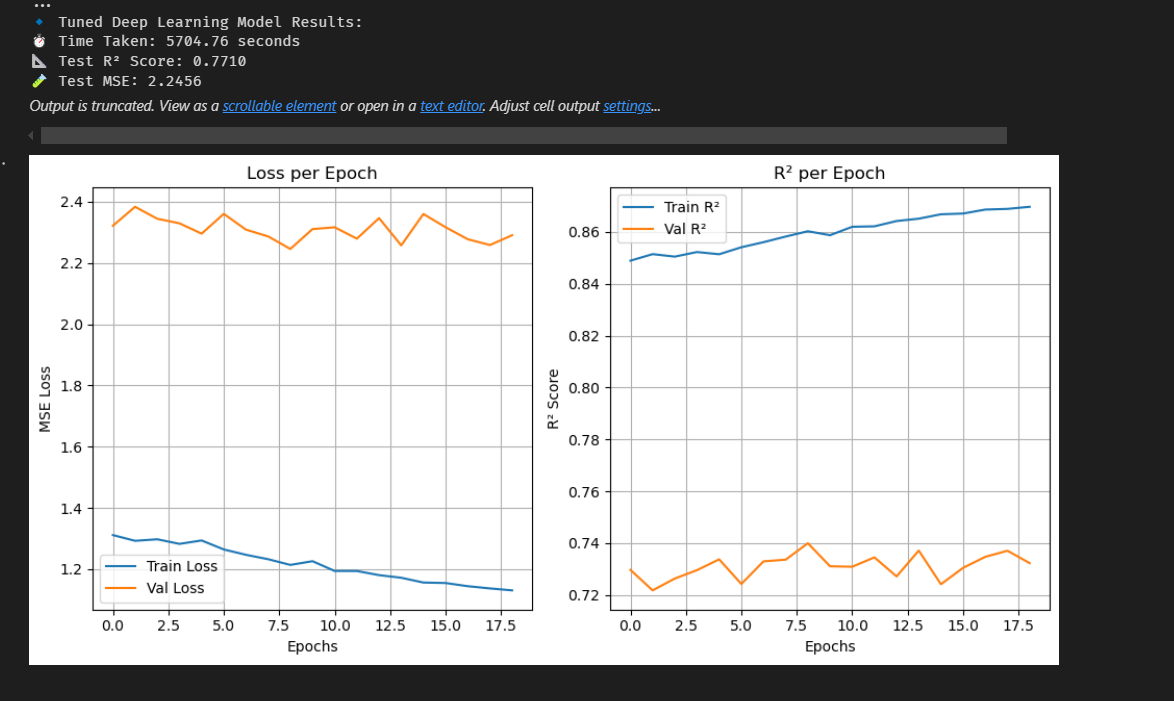 ...
Tuned Deep Learning Model Results:
Time Taken: 5704.76 seconds
Test R² Score: 0.7710
Test MSE: 2.2456
Output is truncated. View as a scrollable element or open in a text editor. Adjust cell output settings...
Loss per Epoch
2.4
2.2
2.0
1.8
1.6
1.4
1.2
MSE Loss
Train Loss
Val Loss
0.0 2.5 5.0 7.5 10.0 12.5 15.0 17.5
Epochs
R² per Epoch
Train R²
Val R²
0.86
0.84
0.82
0.80
0.78
0.76
0.74
0.72
R² Score
0.0 2.5 5.0 7.5 10.0 12.5 15.0 17.5
Epochs